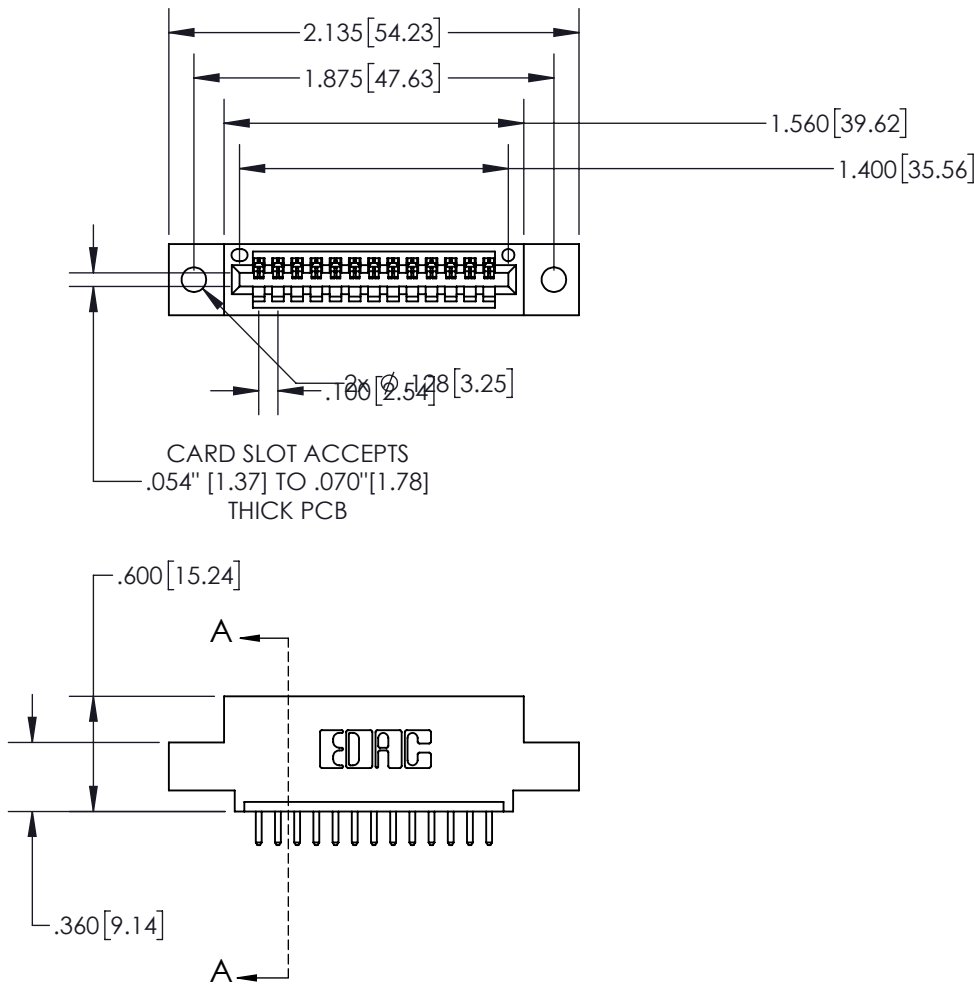 2.135[54.23]
1.875[47.63]
1.560[39.62]
1.400[35.56]
2x Ø .128[3.25]
.100[2.54]
CARD SLOT ACCEPTS
.054" [1.37] TO .070"[1.78]
THICK PCB
.600[15.24]
A
EDAC
.360[9.14]
A